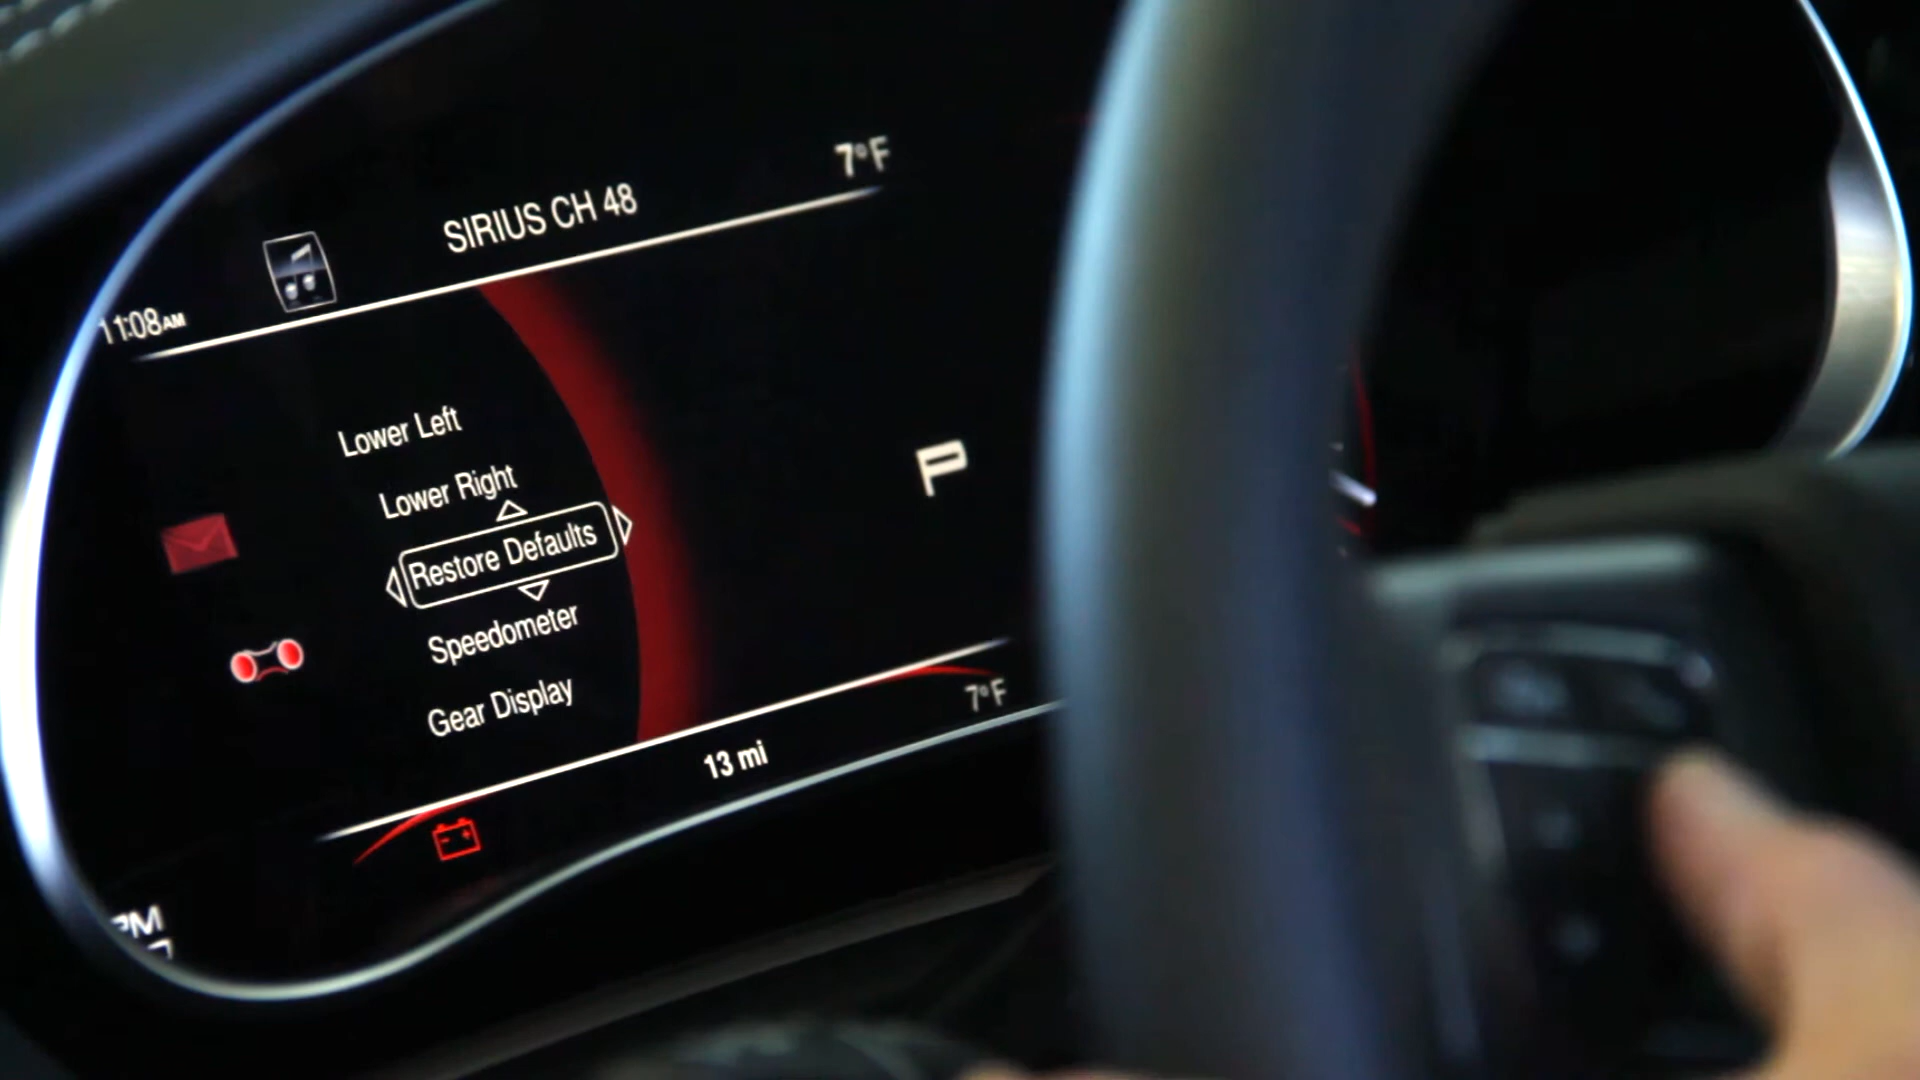 7°F
SIRIUS CH 48
11:08AM
Lower Left
Lower Right
Restore Defaults
Speedometer
Gear Display
P
7°F
13 mi